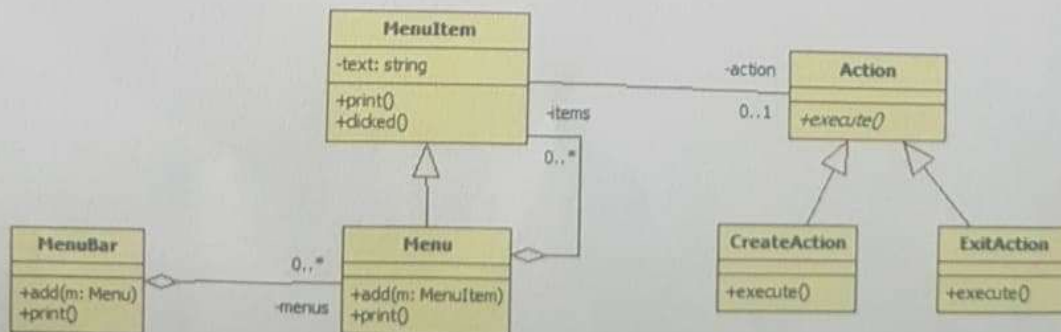 MenuItem
-text: string
+print()
+clicked()
-action
0..1
Action
+execute()
-items
0..*
MenuBar
+add(m: Menu)
+print()
0..*
-menus
Menu
+add(m: MenuItem)
+print()
CreateAction
+execute()
ExitAction
+execute()